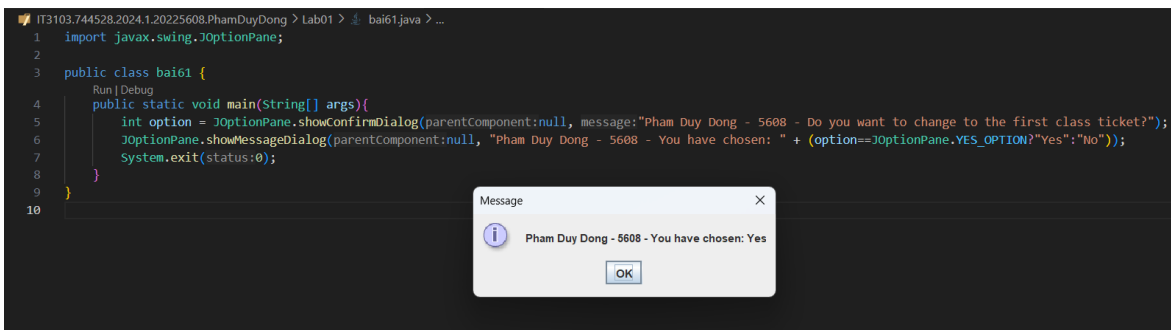 IT3103.744528.2024.1.20225608.PhamDuyDong > Lab01 > bai61.java > ...
1 import javax.swing.JOptionPane;
2
3 public class bai61 {
Run | Debug
4 public static void main(String[] args){
5 int option = JOptionPane.showConfirmDialog(parentComponent:null, message:"Pham Duy Dong - 5608 - Do you want to change to the first class ticket?");
6 JOptionPane.showMessageDialog(parentComponent:null, "Pham Duy Dong - 5608 - You have chosen: " + (option==JOptionPane.YES_OPTION?"Yes":"No"));
7 System.exit(status:0);
8 }
9 }
10
Message
Pham Duy Dong - 5608 - You have chosen: Yes
OK